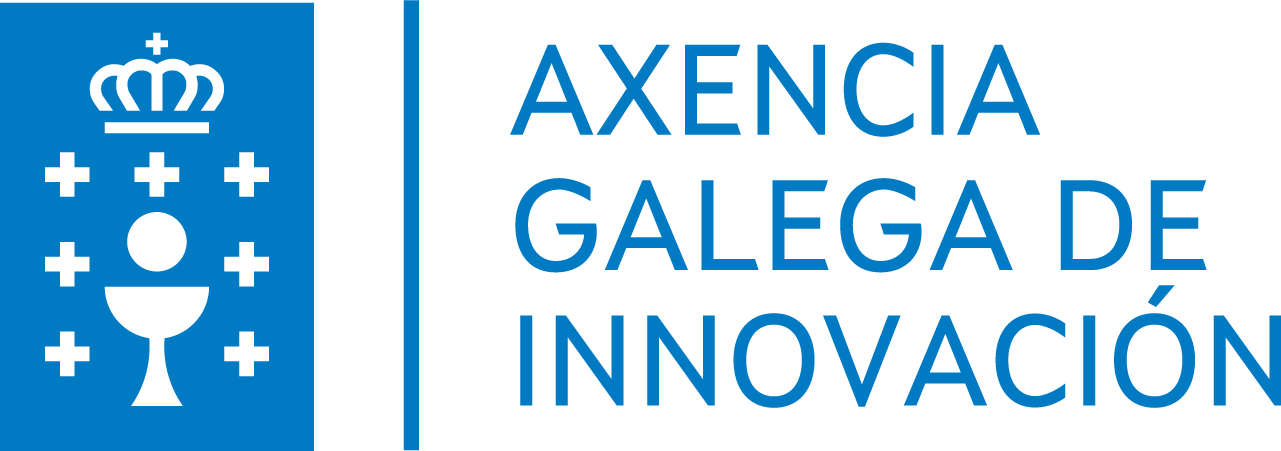 AXENCIA
GALEGA DE
INNOVACIÓN